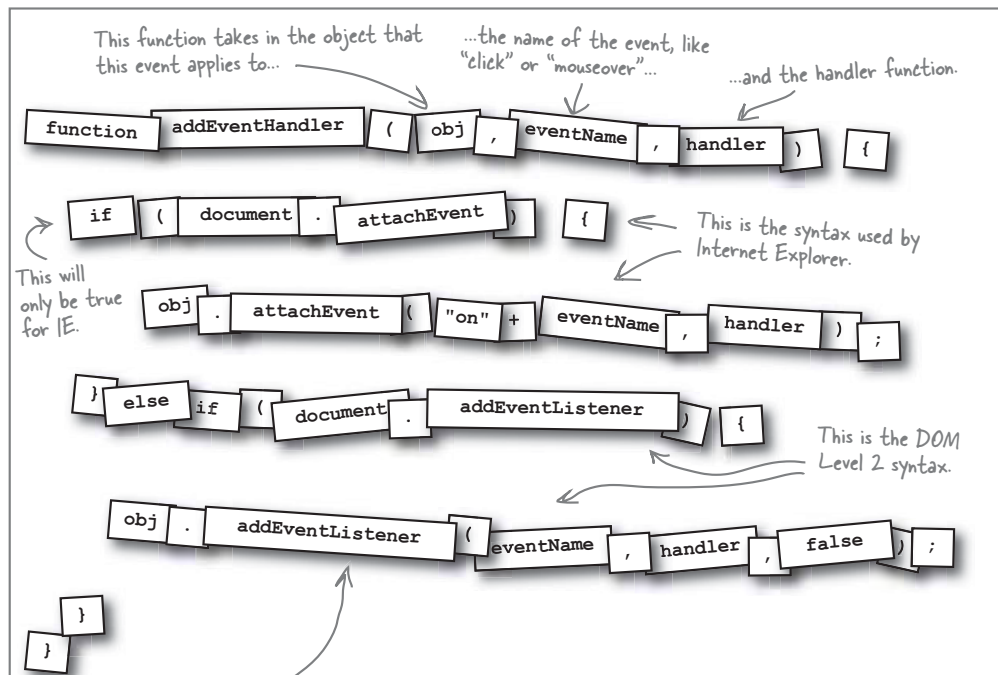 This function takes in the object that
this event applies to...
...the name of the event, like
“click” or “mouseover”...
...and the handler function.
function addEventHandler ( obj , eventName , handler ) {
if ( document . attachEvent ) {
This will
only be true
for IE.
This is the syntax used by
Internet Explorer.
obj . attachEvent ( "on" + eventName , handler ) ;
} else if ( document . addEventListener ) {
This is the DOM
Level 2 syntax.
obj . addEventListener ( eventName , handler , false ) ;
}
}